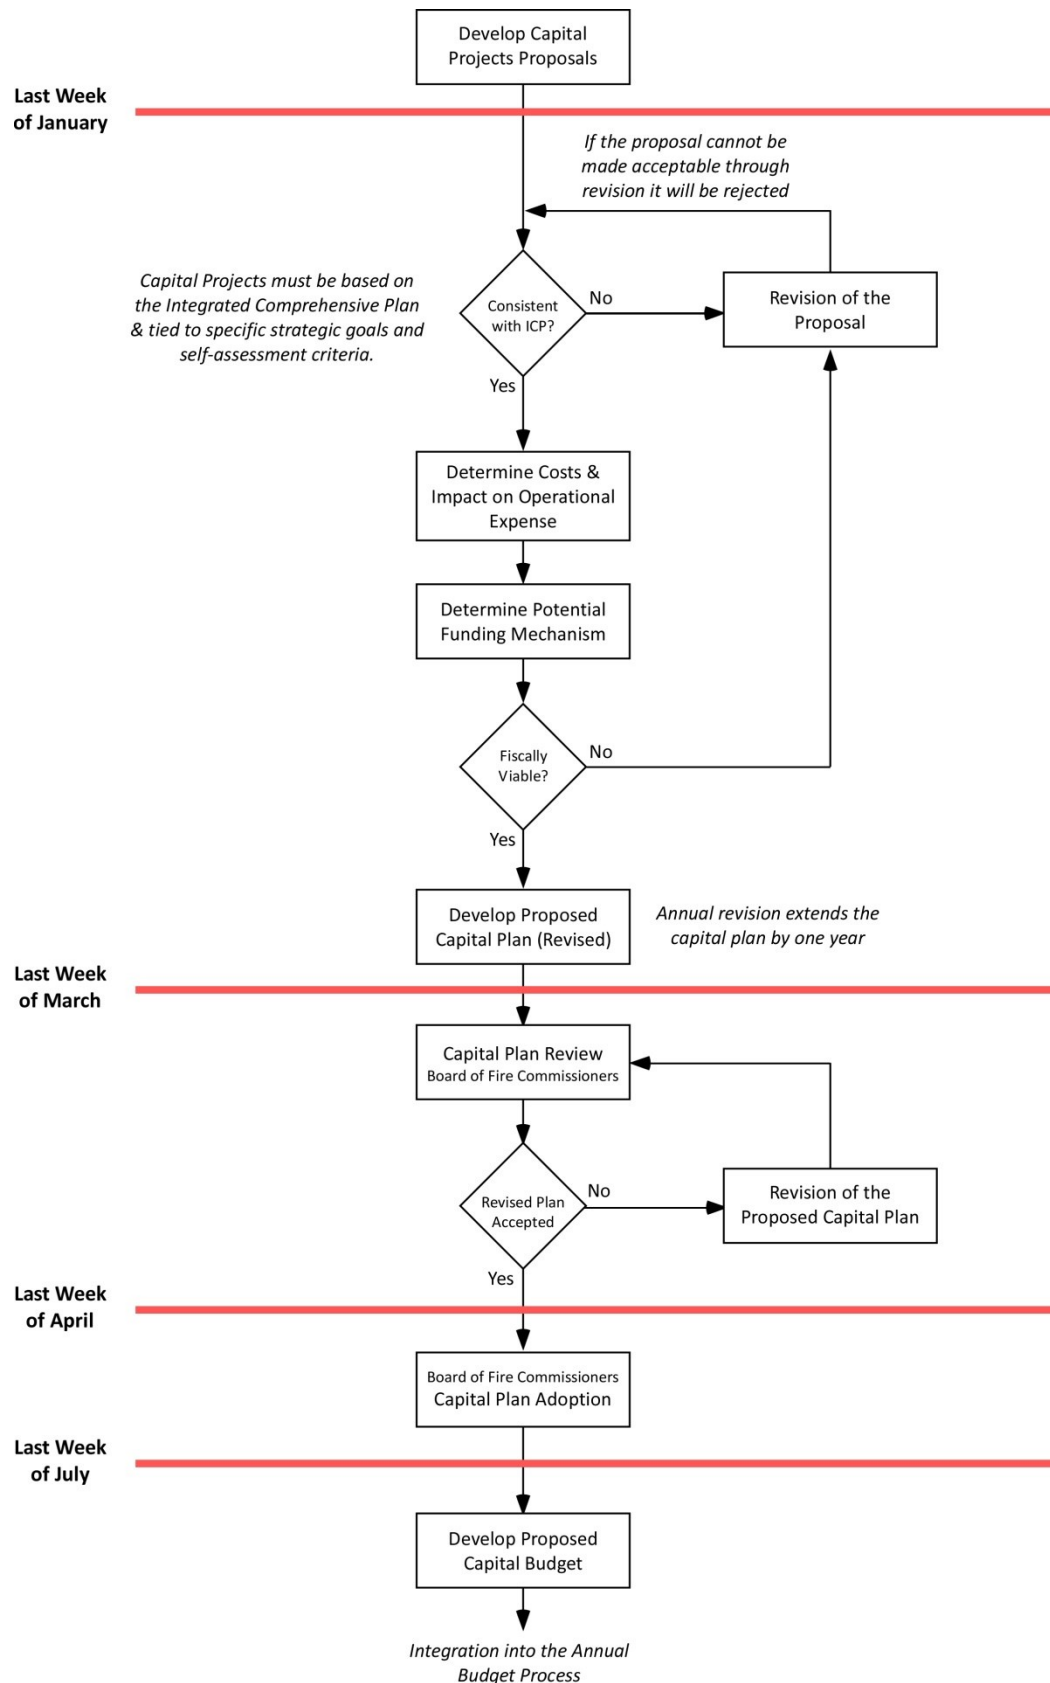 Develop Capital
Projects Proposals
Last Week
of January
If the proposal cannot be
made acceptable through
revision it will be rejected
Capital Projects must be based on
the Integrated Comprehensive Plan
& tied to specific strategic goals and
self-assessment criteria.
Consistent
with ICP?
No
Revision of the
Proposal
Yes
Determine Costs &
Impact on Operational
Expense
Determine Potential
Funding Mechanism
Fiscally
Viable?
No
Yes
Develop Proposed
Capital Plan (Revised)
Annual revision extends the
capital plan by one year
Last Week
of March
Capital Plan Review
Board of Fire Commissioners
Revised Plan
Accepted
No
Revision of the
Proposed Capital Plan
Yes
Last Week
of April
Board of Fire Commissioners
Capital Plan Adoption
Last Week
of July
Develop Proposed
Capital Budget
Integration into the Annual
Budget Process